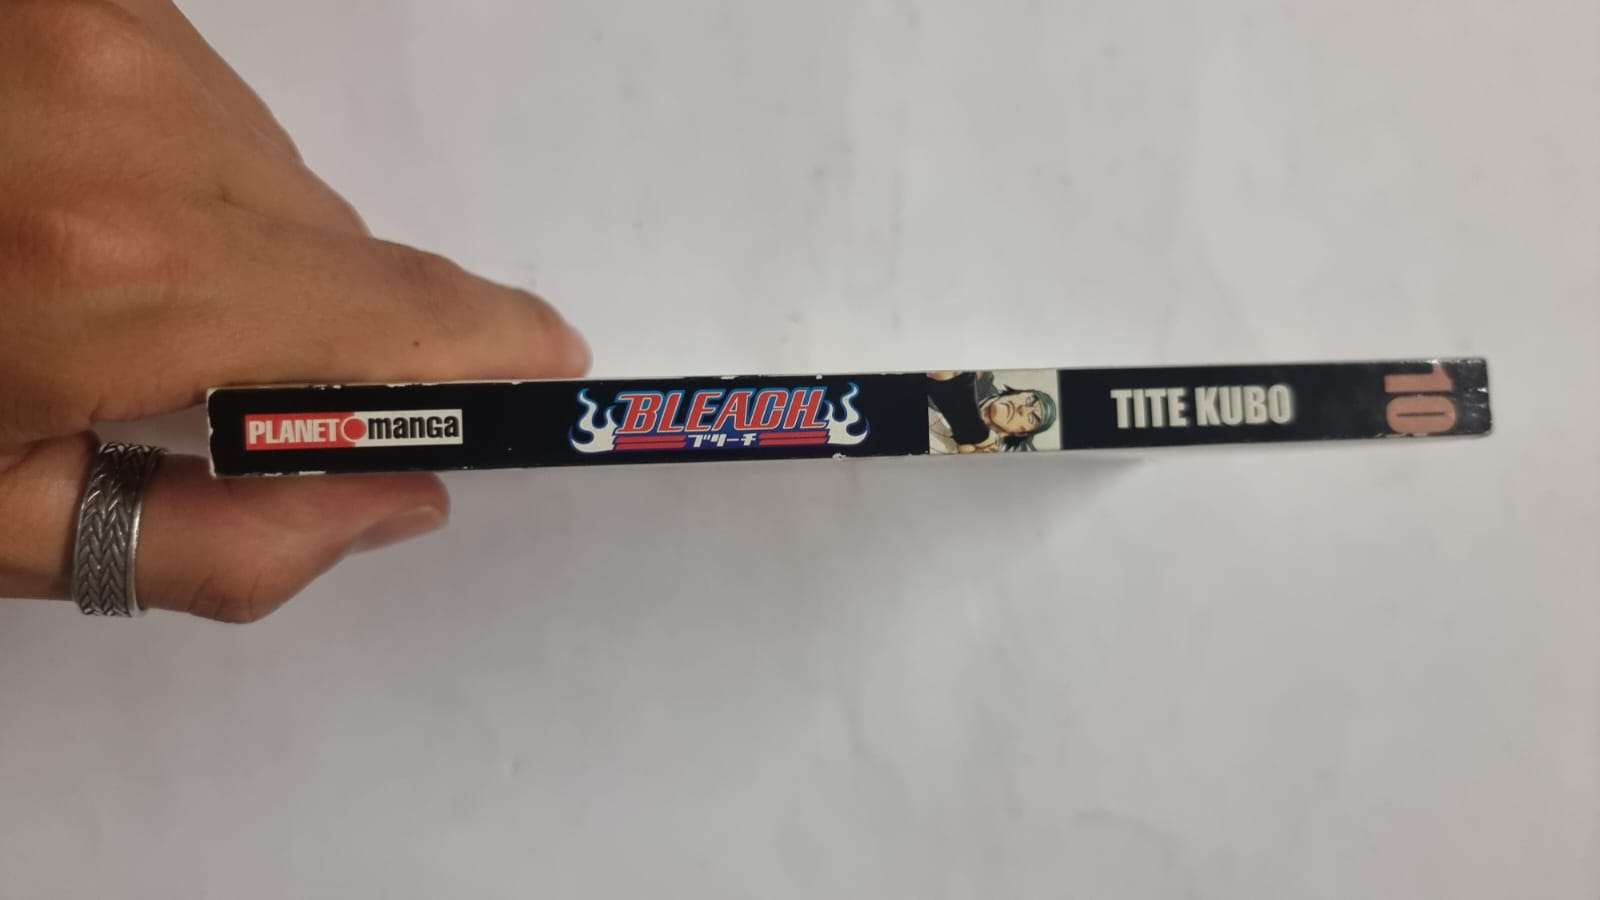 PLANET manga
BLEACH
ブリーチ
TITE KUBO
10